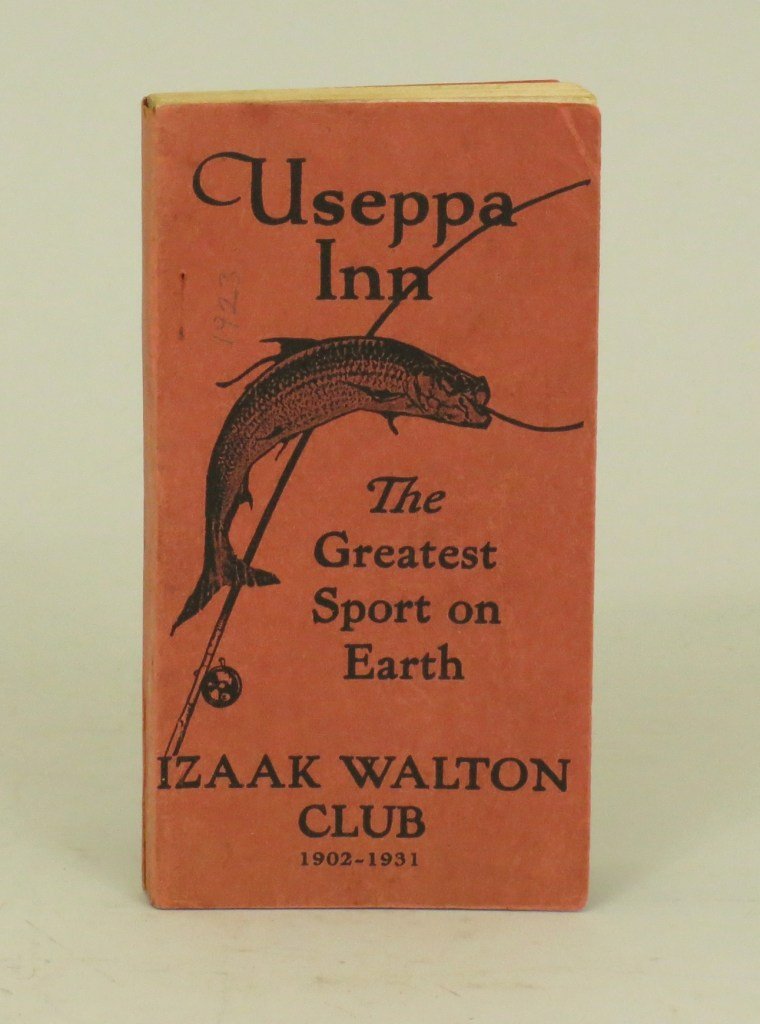 Useppa
Inn
1923
The
Greatest
Sport on
Earth
IZAAK WALTON
CLUB
1902-1931